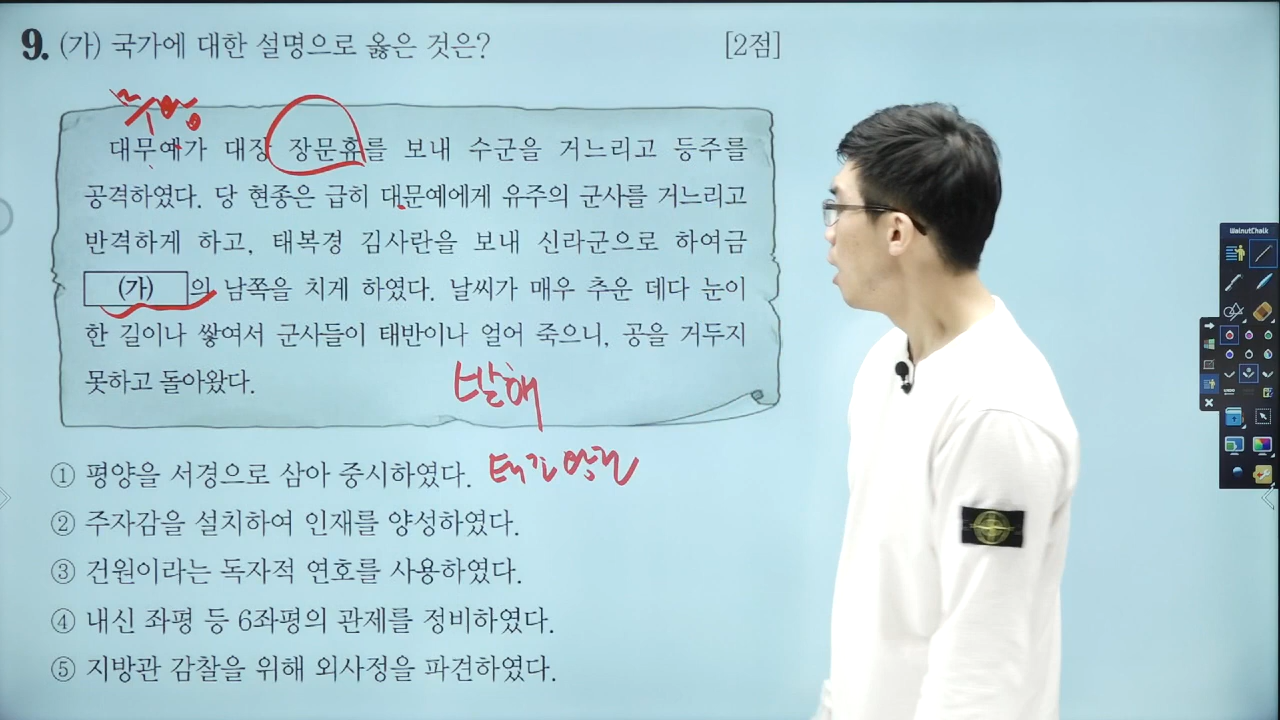 9. (가) 국가에 대한 설명으로 옳은 것은? [2점]
무왕
대무예가 대장 장문휴를 보내 수군을 거느리고 등주를
공격하였다. 당 현종은 급히 대문예에게 유주의 군사를 거느리고
반격하게 하고, 태복경 김사란을 보내 신라군으로 하여금
(가)의 남쪽을 치게 하였다. 날씨가 매우 추운 데다 눈이
한 길이나 쌓여서 군사들이 태반이나 얼어 죽으니, 공을 거두지
못하고 돌아왔다.
발해
① 평양을 서경으로 삼아 중시하였다. 태조 왕건
② 주자감을 설치하여 인재를 양성하였다.
③ 건원이라는 독자적 연호를 사용하였다.
④ 내신 좌평 등 6좌평의 관제를 정비하였다.
⑤ 지방관 감찰을 위해 외사정을 파견하였다.
WalnutChalk